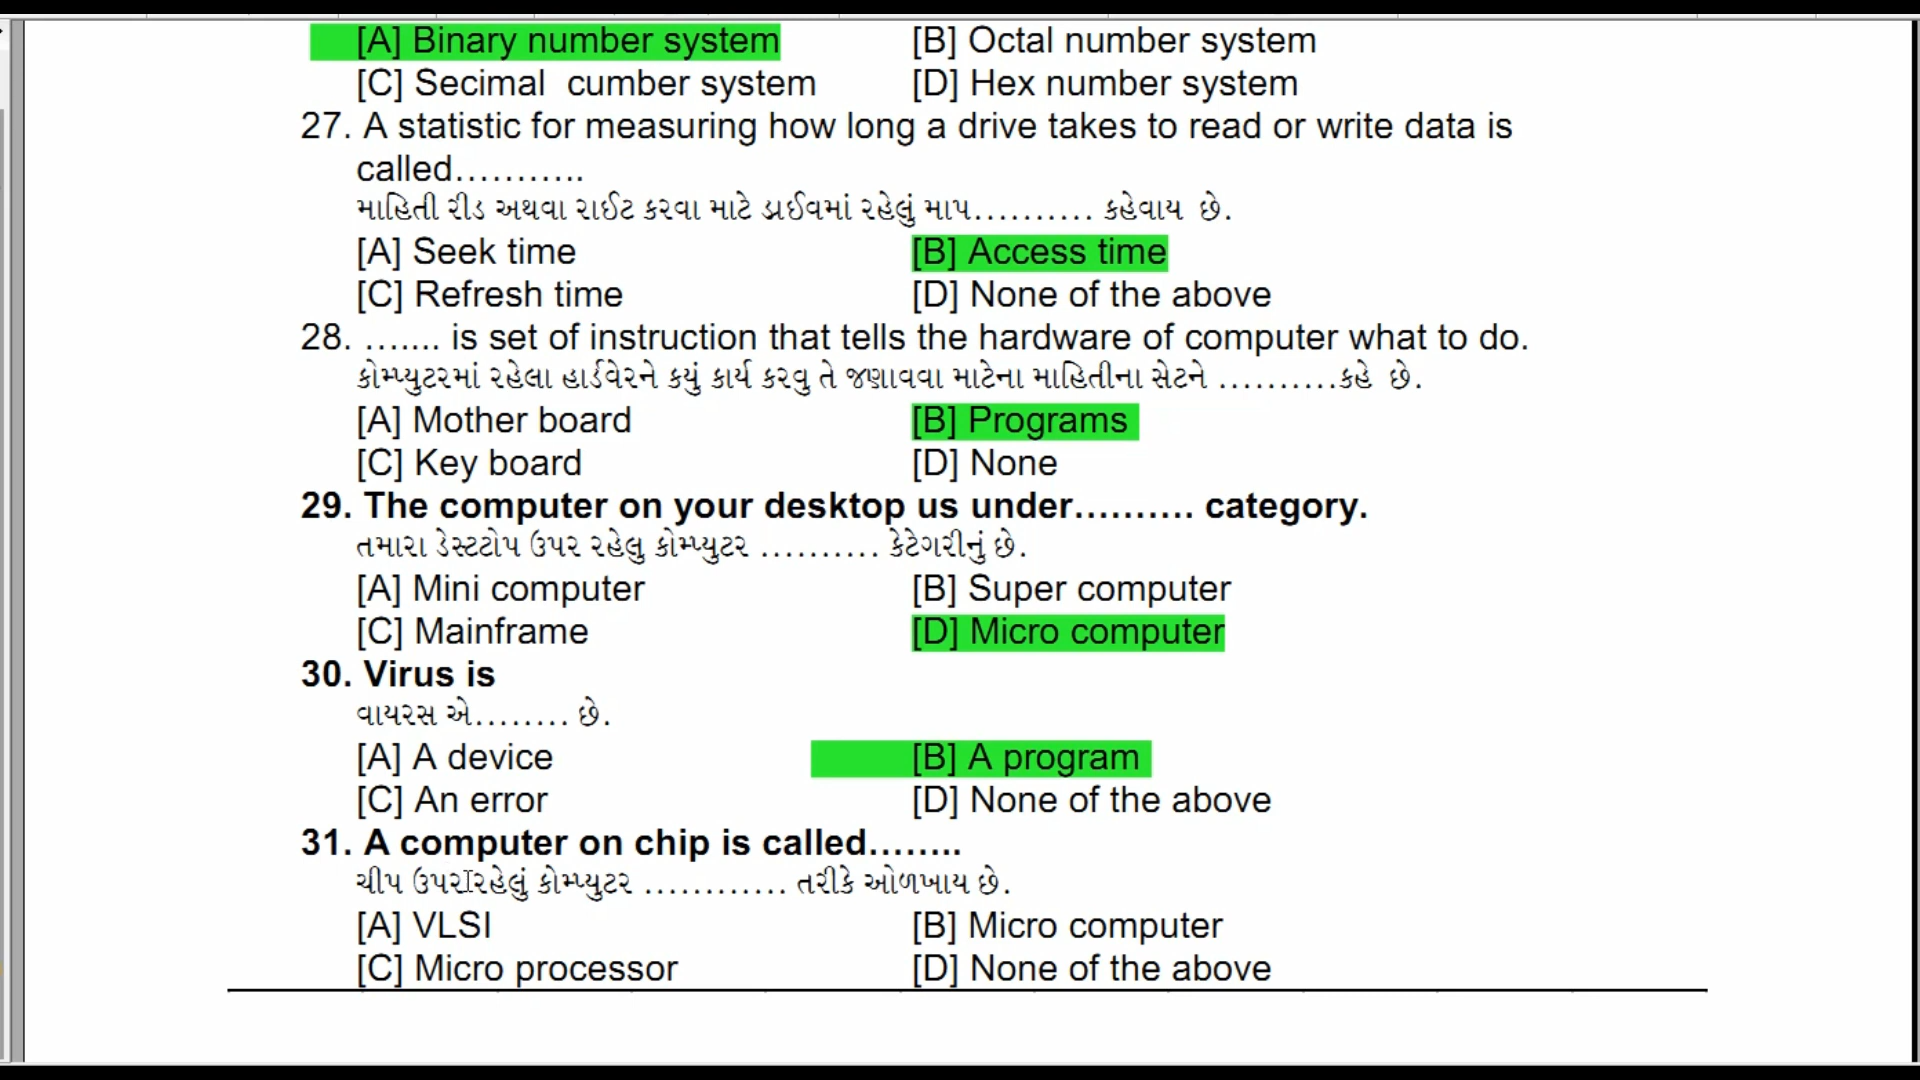 [A] Binary number system [B] Octal number system
[C] Secimal cumber system [D] Hex number system
27. A statistic for measuring how long a drive takes to read or write data is
called………..
માહિતી રીડ અથવા રાઈટ કરવા માટે ડ્રાઈવમાં રહેલું માપ.......... કહેવાય છે.
[A] Seek time [B] Access time
[C] Refresh time [D] None of the above
28. ….... is set of instruction that tells the hardware of computer what to do.
કોમ્પ્યુટરમાં રહેલા હાર્ડવેરને કયું કાર્ય કરવુ તે જણાવવા માટેના માહિતીના સેટને ..........કહે છે.
[A] Mother board [B] Programs
[C] Key board [D] None
29. The computer on your desktop us under………. category.
તમારા ડેસ્ટટોપ ઉપર રહેલુ કોમ્પ્યુટર .......... કેટેગરીનું છે.
[A] Mini computer [B] Super computer
[C] Mainframe [D] Micro computer
30. Virus is
વાયરસ એ........ છે.
[A] A device [B] A program
[C] An error [D] None of the above
31. A computer on chip is called……..
ચીપ ઉપર રહેલું કોમ્પ્યુટર ............ તરીકે ઓળખાય છે.
[A] VLSI [B] Micro computer
[C] Micro processor [D] None of the above